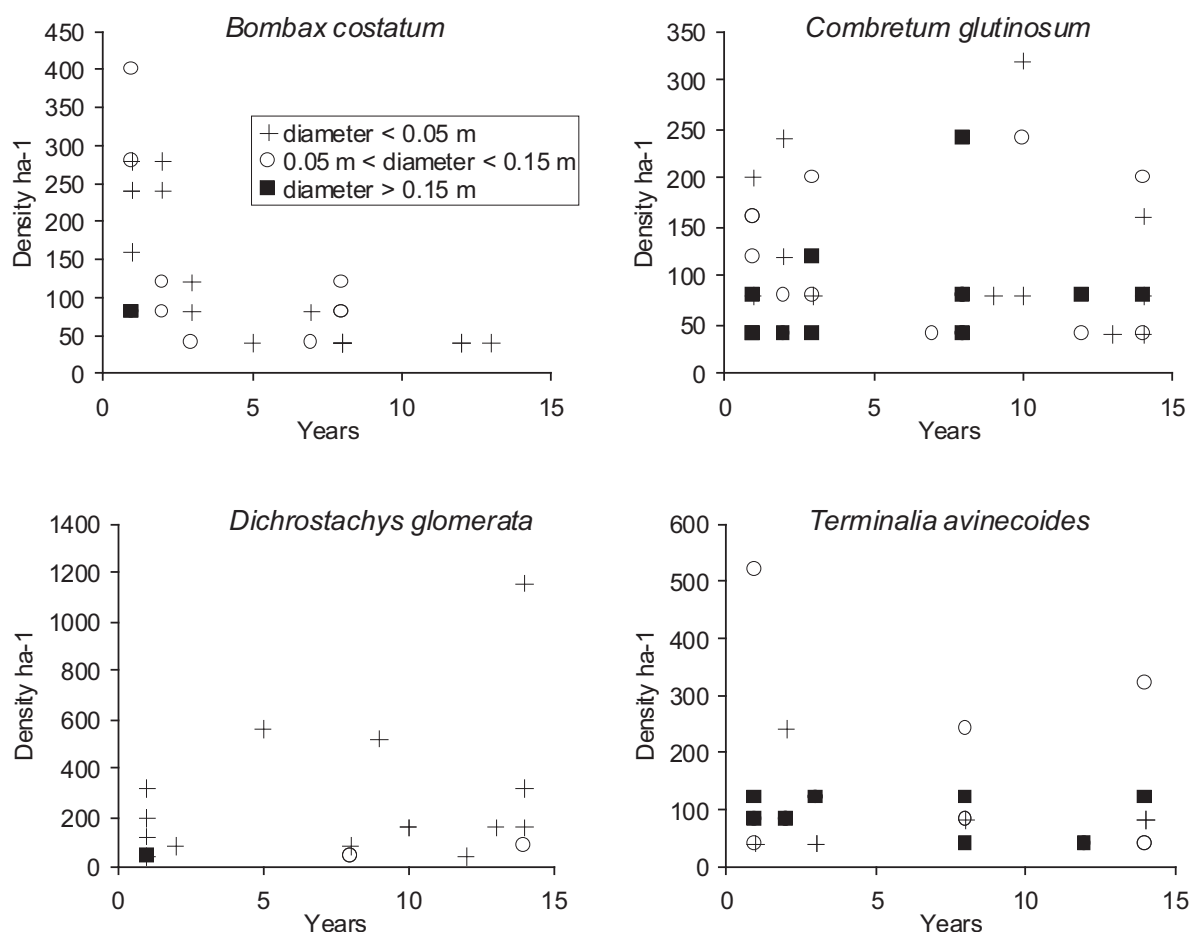 Bombax costatum
450
400
350
300
250
200
150
100
50
0
Density ha-1
diameter < 0.05 m
0.05 m < diameter < 0.15 m
diameter > 0.15 m
0 5 10 15
Years
Combretum glutinosum
350
300
250
200
150
100
50
0
Density ha-1
0 5 10 15
Years
Dichrostachys glomerata
1400
1200
1000
800
600
400
200
0
Density ha-1
0 5 10 15
Years
Terminalia avinecoides
600
500
400
300
200
100
0
Density ha-1
0 5 10 15
Years